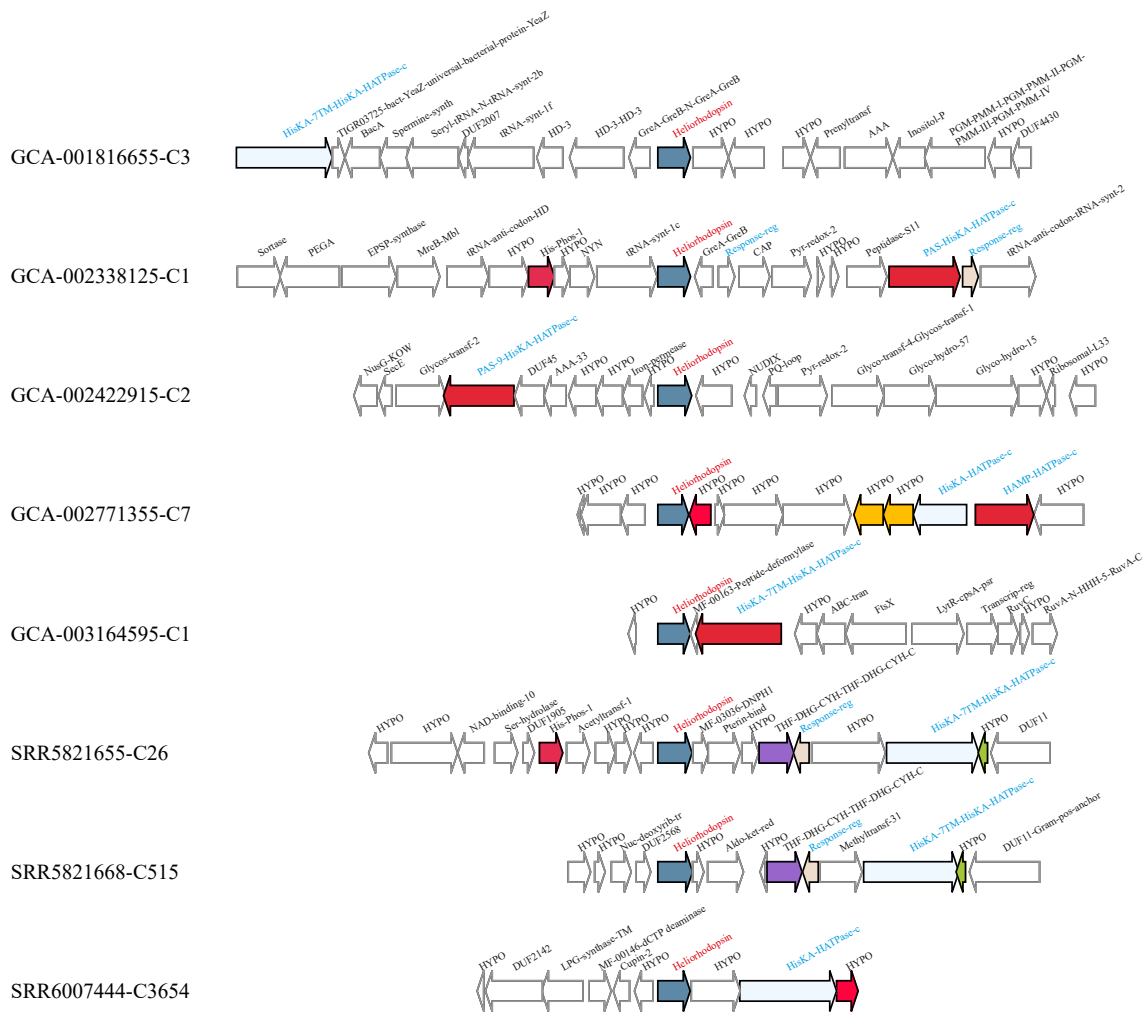 GCA-001816655-C3
HisKA-7TM-HisKA-HATPase-c
TIGR03725-bact-YeaZ-universal-bacterial-protein-YeaZ
BacA
Spermine-synth
Seryl-tRNA-N-tRNA-synt-2b
DUF2007
tRNA-synt-1f
HD-3
HD-3-HD-3
GreA-GreB-N-GreA-GreB
Heliorhodopsin
HYPO
HYPO
HYPO
Prenyltransf
AAA
Inositol-P
PGM-PMM-I-PGM-PMM-II-PGM-
PMM-III-PGM-PMM-IV
HYPO
DUF4430
GCA-002338125-C1
Sortase
PEGA
EPSP-synthase
MreB-Mbl
tRNA-anti-codon-HD
HYPO
His-Phos-1
HYPO
NYN
tRNA-synt-1c
Heliorhodopsin
GreA-GreB
Response-reg
CAP
Pyr-redox-2
HYPO
HYPO
Peptidase-S11
PAS-HisKA-HATPase-c
Response-reg
tRNA-anti-codon-tRNA-synt-2
GCA-002422915-C2
NusG-KOW
SecE
Glycos-transf-2
PAS-9-HisKA-HATPase-c
DUF45
AAA-33
HYPO
HYPO
Iron-permease
HYPO
Heliorhodopsin
HYPO
NUDIX
PQ-loop
Pyr-redox-2
Glyco-transf-4-Glycos-transf-1
Glyco-hydro-57
Glyco-hydro-15
HYPO
Ribosomal-L33
HYPO
GCA-002771355-C7
HYPO
HYPO
HYPO
Heliorhodopsin
HYPO
HYPO
HYPO
HYPO
HYPO
HYPO
HisKA-HATPase-c
HAMP-HATPase-c
HYPO
GCA-003164595-C1
HYPO
Heliorhodopsin
MF-00163-Peptide-deformylase
HisKA-7TM-HisKA-HATPase-c
HYPO
ABC-tran
FtsX
LytR-cpsA-psr
Transcrip-reg
RuvC
HYPO
RuvA-N-HHH-5-RuvA-C
SRR5821655-C26
HYPO
HYPO
NAD-binding-10
Ser-hydrolase
DUF1905
His-Phos-1
Acetyltransf-1
HYPO
HYPO
HYPO
Heliorhodopsin
MF-03036-DNPH1
Pterin-bind
HYPO
THF-DHG-CYH-THF-DHG-CYH-C
Response-reg
HYPO
HisKA-7TM-HisKA-HATPase-c
HYPO
DUF11
SRR5821668-C515
HYPO
HYPO
Nuc-deoxyrib-tr
DUF2568
Heliorhodopsin
HYPO
Aldo-ket-red
HYPO
THF-DHG-CYH-THF-DHG-CYH-C
Response-reg
Methyltransf-31
HisKA-7TM-HisKA-HATPase-c
HYPO
DUF11-Gram-pos-anchor
SRR6007444-C3654
HYPO
DUF2142
LPG-synthase-TM
MF-00146-dCTP deaminase
Cupin-2
HYPO
Heliorhodopsin
HYPO
HisKA-HATPase-c
HYPO